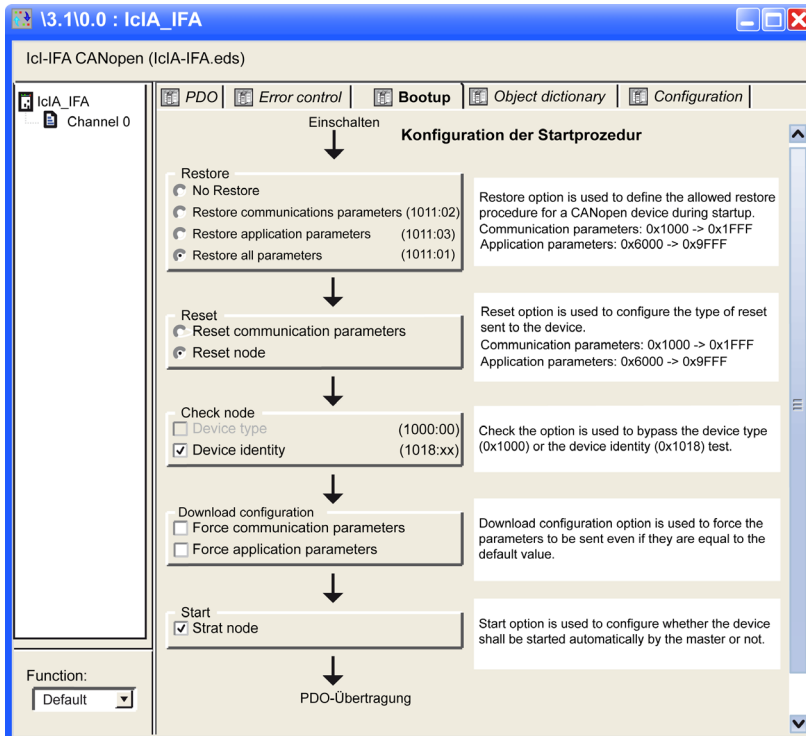 \3.1\0.0 : IcIA_IFA
Icl-IFA CANopen (IcIA-IFA.eds)
IcIA_IFA
Channel 0
PDO
Error control
Bootup
Object dictionary
Configuration
Einschalten
Konfiguration der Startprozedur
Restore
No Restore
Restore communications parameters (1011:02)
Restore application parameters (1011:03)
Restore all parameters (1011:01)
Restore option is used to define the allowed restore
procedure for a CANopen device during startup.
Communication parameters: 0x1000 -> 0x1FFF
Application parameters: 0x6000 -> 0x9FFF
Reset
Reset communication parameters
Reset node
Reset option is used to configure the type of reset
sent to the device.
Communication parameters: 0x1000 -> 0x1FFF
Application parameters: 0x6000 -> 0x9FFF
Check node
Device type (1000:00)
Device identity (1018:xx)
Check the option is used to bypass the device type
(0x1000) or the device identity (0x1018) test.
Download configuration
Force communication parameters
Force application parameters
Download configuration option is used to force the
parameters to be sent even if they are equal to the
default value.
Start
Strat node
Start option is used to configure whether the device
shall be started automatically by the master or not.
PDO-Übertragung
Function:
Default